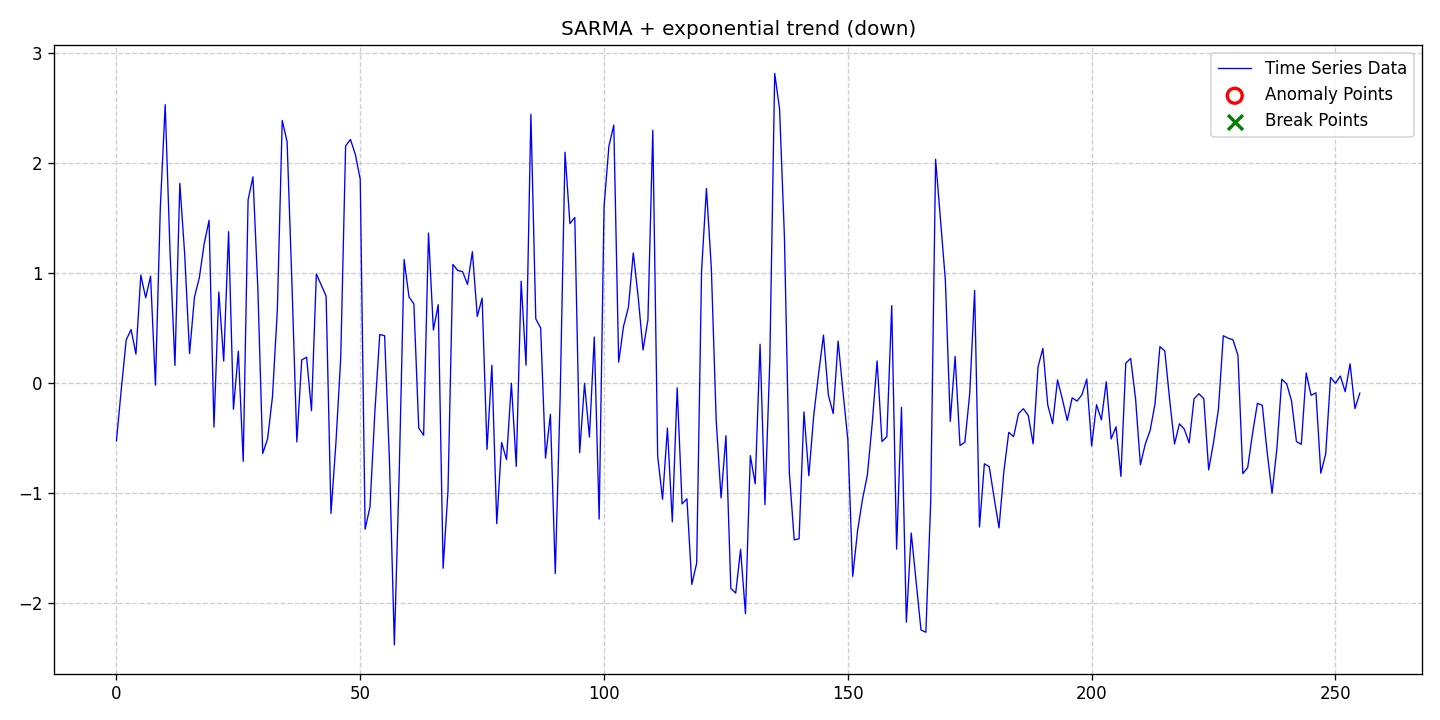 SARMA + exponential trend (down)
Time Series Data
Anomaly Points
Break Points
3
2
1
0
−1
−2
0 50 100 150 200 250